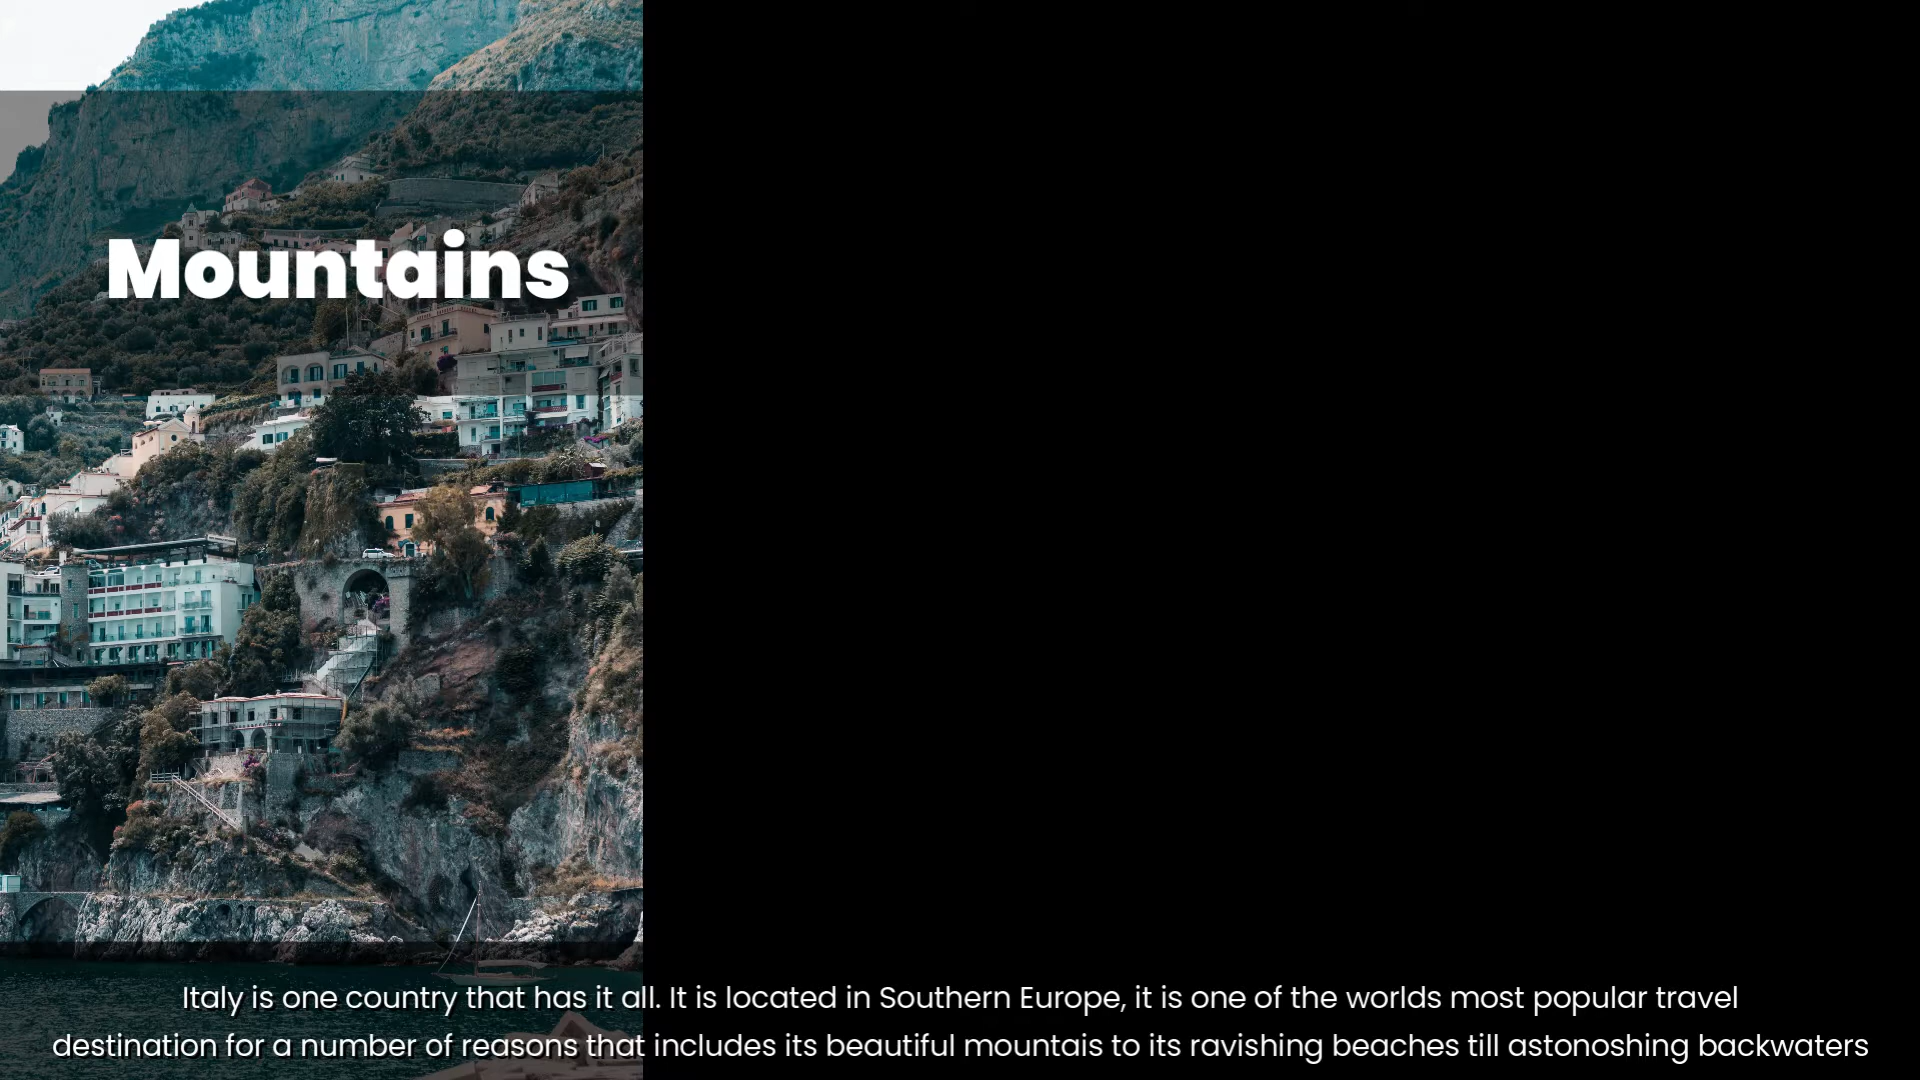 Mountains
Italy is one country that has it all. It is located in Southern Europe, it is one of the worlds most popular travel
destination for a number of reasons that includes its beautiful mountais to its ravishing beaches till astonoshing backwaters